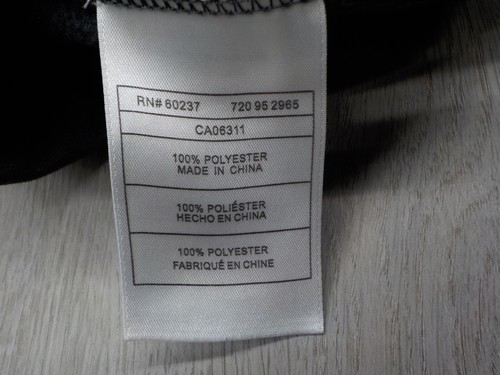 RN# 60237 720 95 2965
CA06311
100% POLYESTER
MADE IN CHINA
100% POLIÉSTER
HECHO EN CHINA
100% POLYESTER
FABRIQUÉ EN CHINE